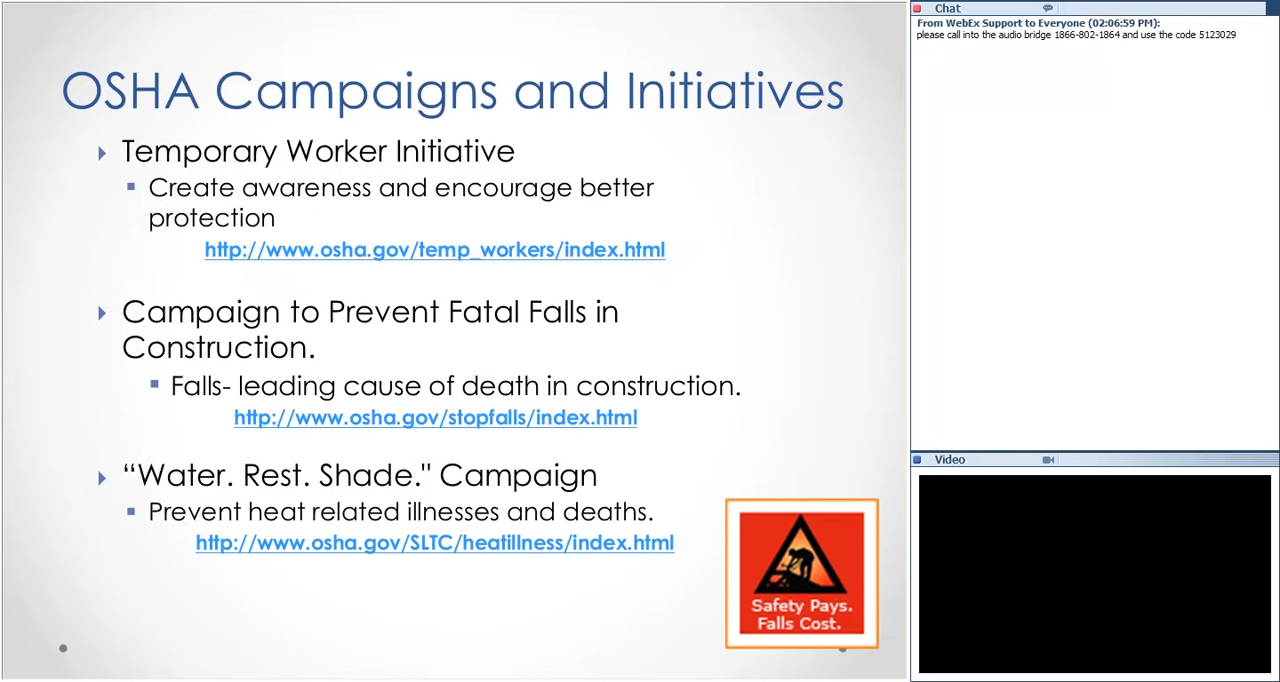 OSHA Campaigns and Initiatives
Temporary Worker Initiative
Create awareness and encourage better
protection
http://www.osha.gov/temp_workers/index.html
Campaign to Prevent Fatal Falls in
Construction.
Falls- leading cause of death in construction.
http://www.osha.gov/stopfalls/index.html
“Water. Rest. Shade." Campaign
Prevent heat related illnesses and deaths.
http://www.osha.gov/SLTC/heatillness/index.html
Safety Pays.
Falls Cost.
Chat
From WebEx Support to Everyone (02:06:59 PM):
please call into the audio bridge 1866-802-1864 and use the code 5123029
Video